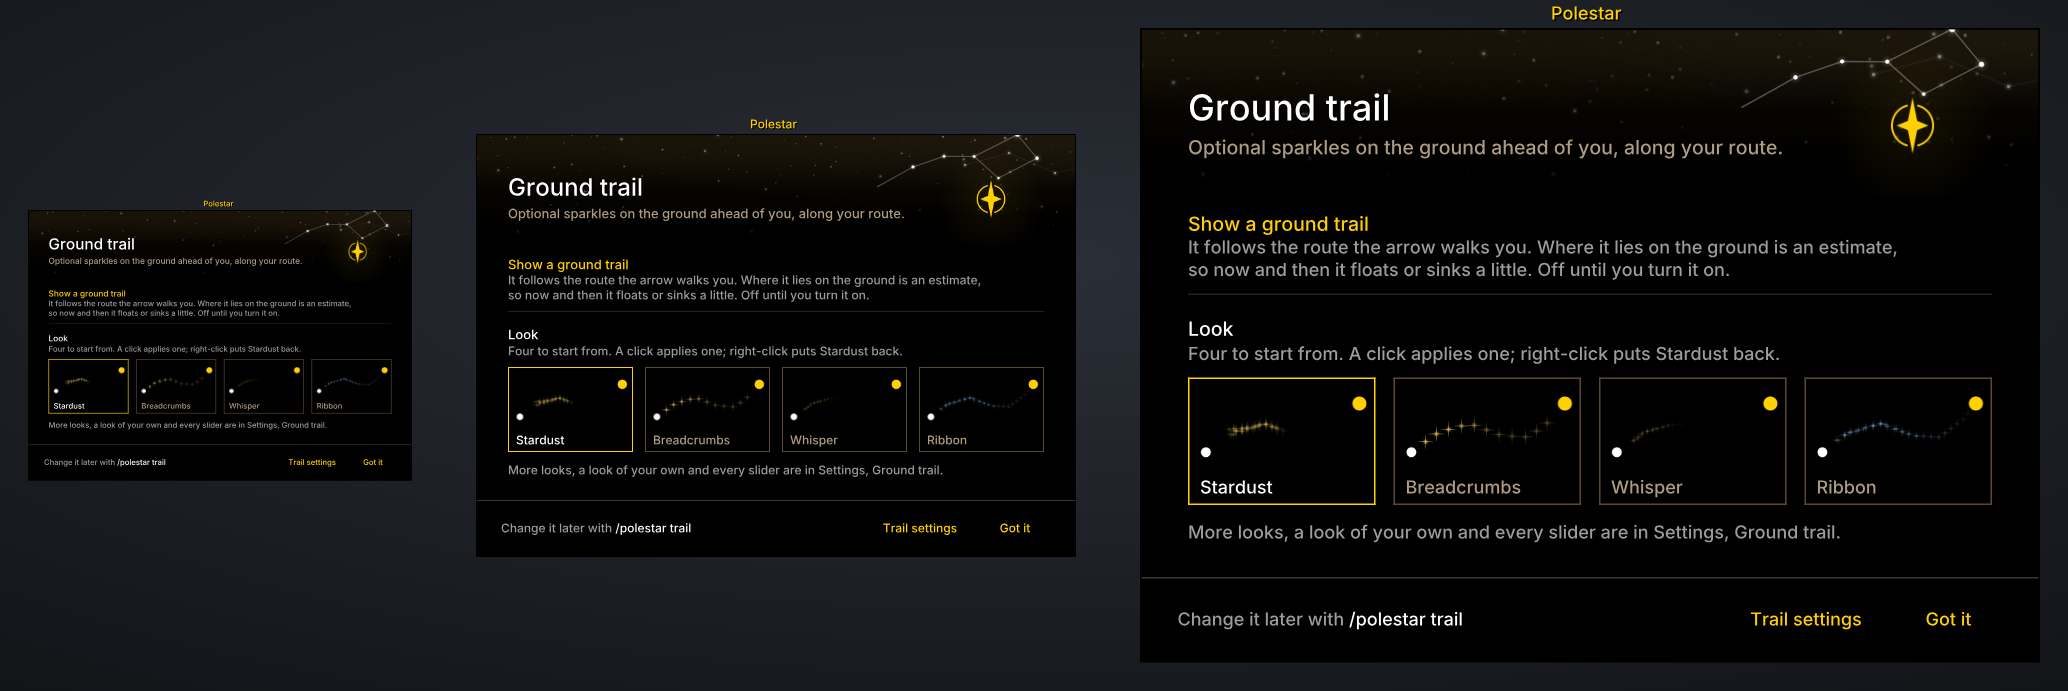 Polestar
Ground trail
Optional sparkles on the ground ahead of you, along your route.
Show a ground trail
It follows the route the arrow walks you. Where it lies on the ground is an estimate,
so now and then it floats or sinks a little. Off until you turn it on.
Look
Four to start from. A click applies one; right-click puts Stardust back.
Stardust
Breadcrumbs
Whisper
Ribbon
More looks, a look of your own and every slider are in Settings, Ground trail.
Change it later with /polestar trail
Trail settings
Got it
Polestar
Ground trail
Optional sparkles on the ground ahead of you, along your route.
Show a ground trail
It follows the route the arrow walks you. Where it lies on the ground is an estimate,
so now and then it floats or sinks a little. Off until you turn it on.
Look
Four to start from. A click applies one; right-click puts Stardust back.
Stardust
Breadcrumbs
Whisper
Ribbon
More looks, a look of your own and every slider are in Settings, Ground trail.
Change it later with /polestar trail
Trail settings
Got it
Polestar
Ground trail
Optional sparkles on the ground ahead of you, along your route.
Show a ground trail
It follows the route the arrow walks you. Where it lies on the ground is an estimate,
so now and then it floats or sinks a little. Off until you turn it on.
Look
Four to start from. A click applies one; right-click puts Stardust back.
Stardust
Breadcrumbs
Whisper
Ribbon
More looks, a look of your own and every slider are in Settings, Ground trail.
Change it later with /polestar trail
Trail settings
Got it